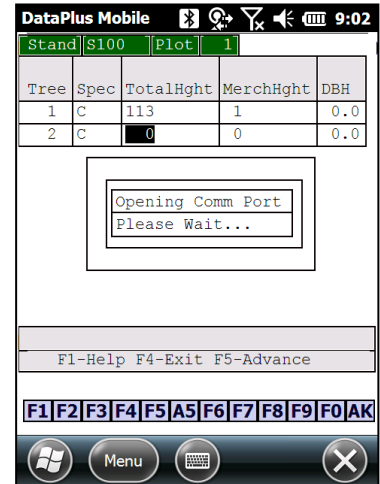 DataPlus Mobile 9:02
Stand S100 Plot 1
Tree Spec TotalHght MerchHght DBH
1 C 113 1 0.0
2 C 0 0 0.0
Opening Comm Port
Please Wait...
F1-Help F4-Exit F5-Advance
F1 F2 F3 F4 F5 A5 F6 F7 F8 F9 F0 AK
Menu